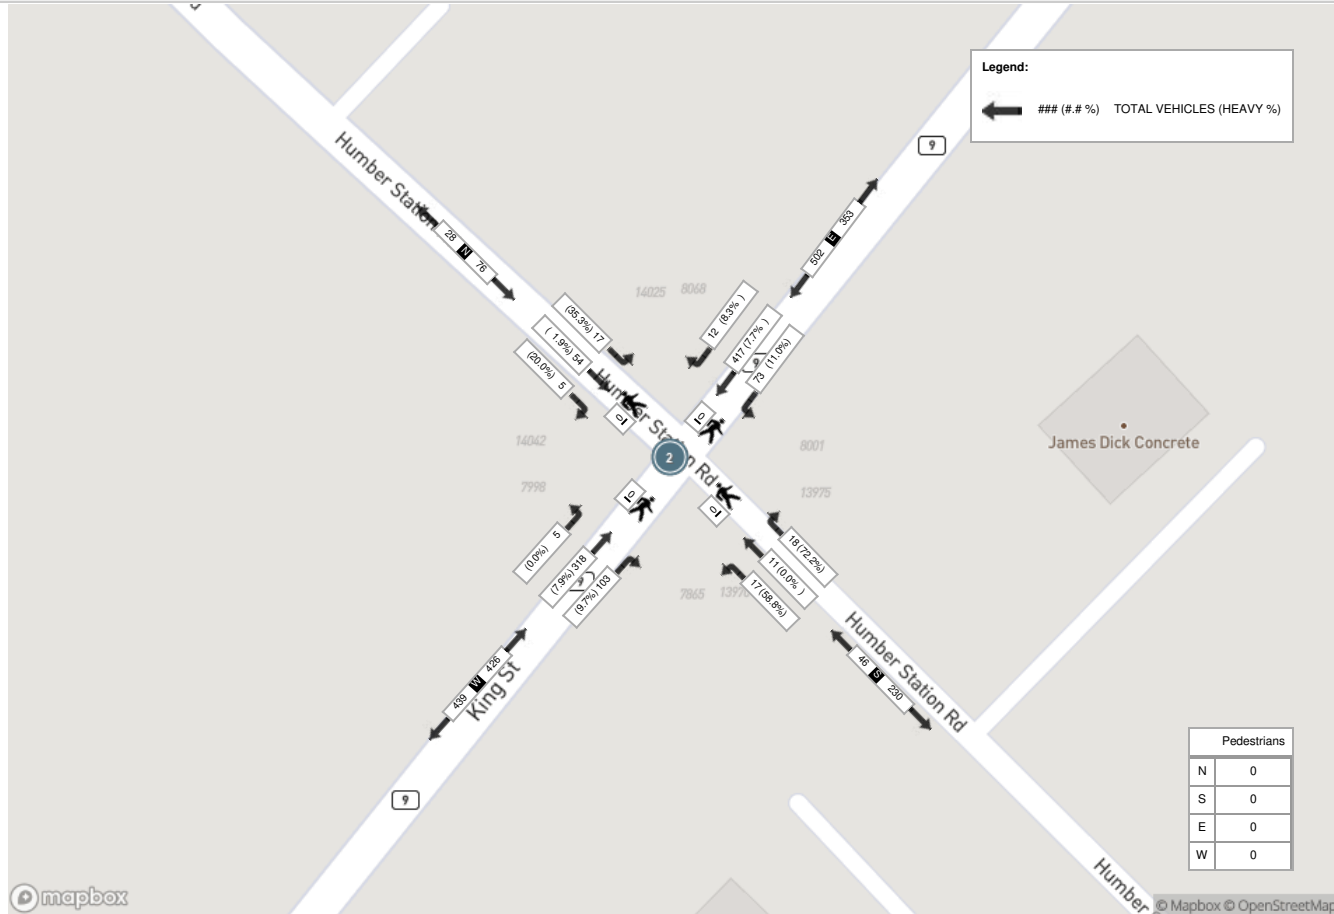 Legend:
### (#.# %) TOTAL VEHICLES (HEAVY %)
9
Humber Station
28 N 76
353
E
502
14025 8068
(35.3%) 17
( 1.9%) 54
(20.0%) 5
12 (8.3% )
417 (7.7% )
73 (11.0%)
9
0
0
Humber Station Rd
2
14042
7998
8001
13975
James Dick Concrete
0
0
(0.0%) 5
(7.9%) 318
(9.7%) 103
9
18 (72.2%)
11 (0.0% )
17 (58.8%)
7865
439 W 426
King St
46 S 230
Humber Station Rd
9
Humber
Pedestrians
N 0
S 0
E 0
W 0
mapbox
© Mapbox © OpenStreetMap